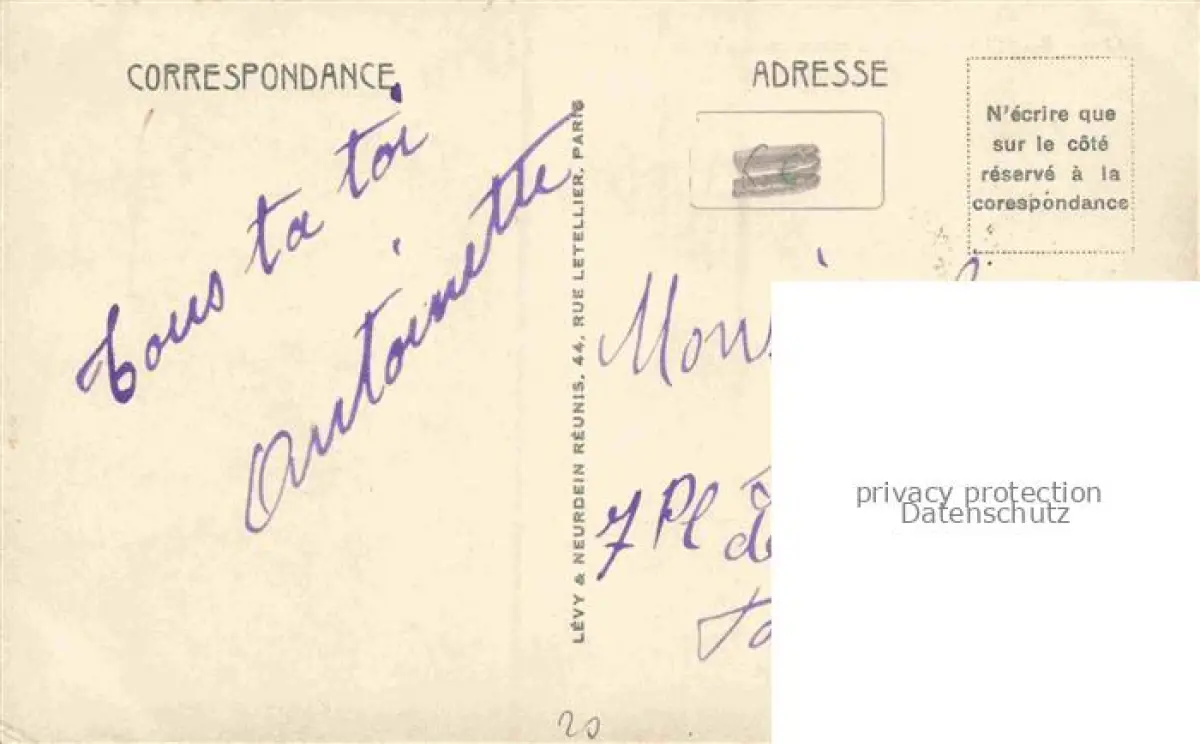 CORRESPONDANCE
Tous ta toi
Antoinette
LÉVY & NEURDEIN RÉUNIS, 44, RUE LETELLIER, PARIS
ADRESSE
N'écrire que
sur le côté
réservé à la
corespondance
7 Pl
privacy protection
Datenschutz
20